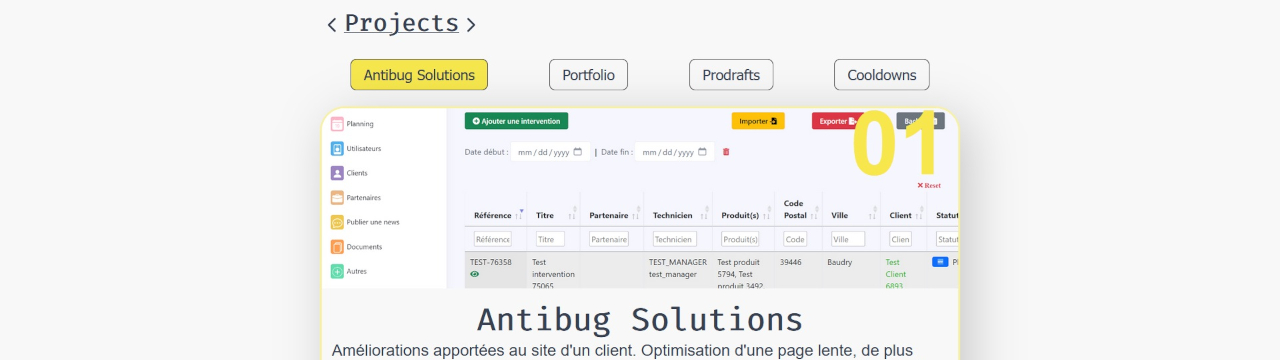 < Projects >
Antibug Solutions Portfolio Prodrafts Cooldowns
01
Planning
Utilisateurs
Clients
Partenaires
Publier une news
Documents
Autres
Ajouter une intervention Importer Exporter
Date début : mm/dd/yyyy | Date fin : mm/dd/yyyy
Reset
Référence Titre Partenaire Technicien Produit(s) Code Postal Ville Client Statut
Référence Titre Partenaire Technicien Produit(s) Code Ville Clien
TEST-76358 Test intervention 75065 TEST_MANAGER test_manager Test produit 5794, Test produit 3492 39446 Baudry Test Client 6893
Antibug Solutions
Améliorations apportées au site d'un client. Optimisation d'une page lente, de plus